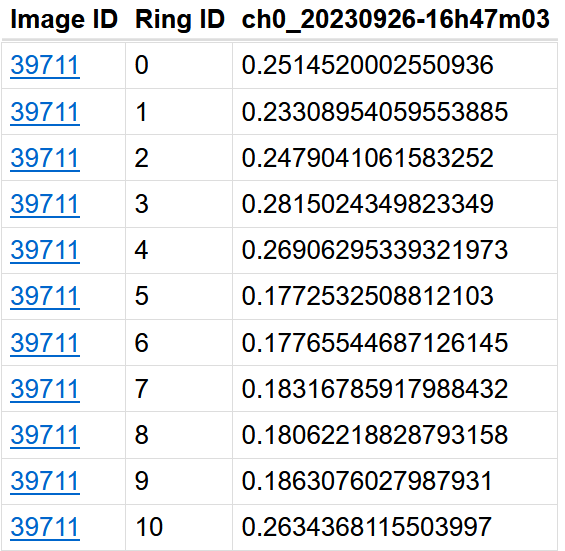 Image ID Ring ID ch0_20230926-16h47m03
39711 0 0.2514520002550936
39711 1 0.23308954059553885
39711 2 0.2479041061583252
39711 3 0.2815024349823349
39711 4 0.26906295339321973
39711 5 0.1772532508812103
39711 6 0.17765544687126145
39711 7 0.18316785917988432
39711 8 0.18062218828793158
39711 9 0.1863076027987931
39711 10 0.2634368115503997